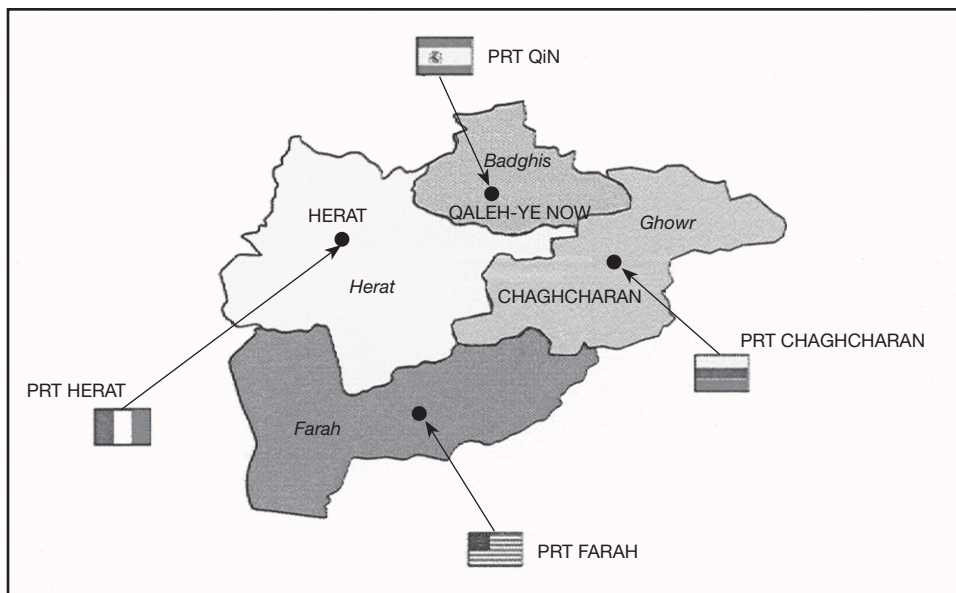 PRT QiN
Badghis
QALEH-YE NOW
Ghowr
HERAT
Herat
CHAGHCHARAN
PRT CHAGHCHARAN
PRT HERAT
Farah
PRT FARAH